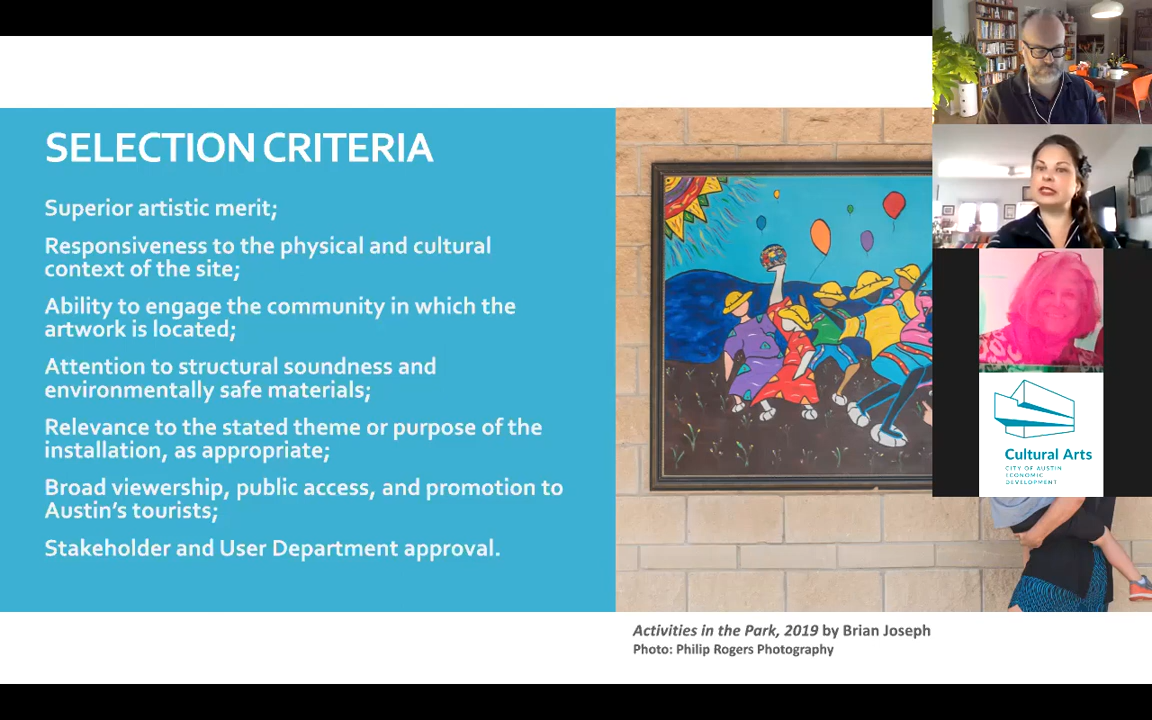 SELECTION CRITERIA
Superior artistic merit;
Responsiveness to the physical and cultural
context of the site;
Ability to engage the community in which the
artwork is located;
Attention to structural soundness and
environmentally safe materials;
Relevance to the stated theme or purpose of the
installation, as appropriate;
Broad viewership, public access, and promotion to
Austin's tourists;
Stakeholder and User Department approval.
Activities in the Park, 2019 by Brian Joseph
Photo: Philip Rogers Photography
Cultural Arts
CITY OF AUSTIN
ECONOMIC
DEVELOPMENT